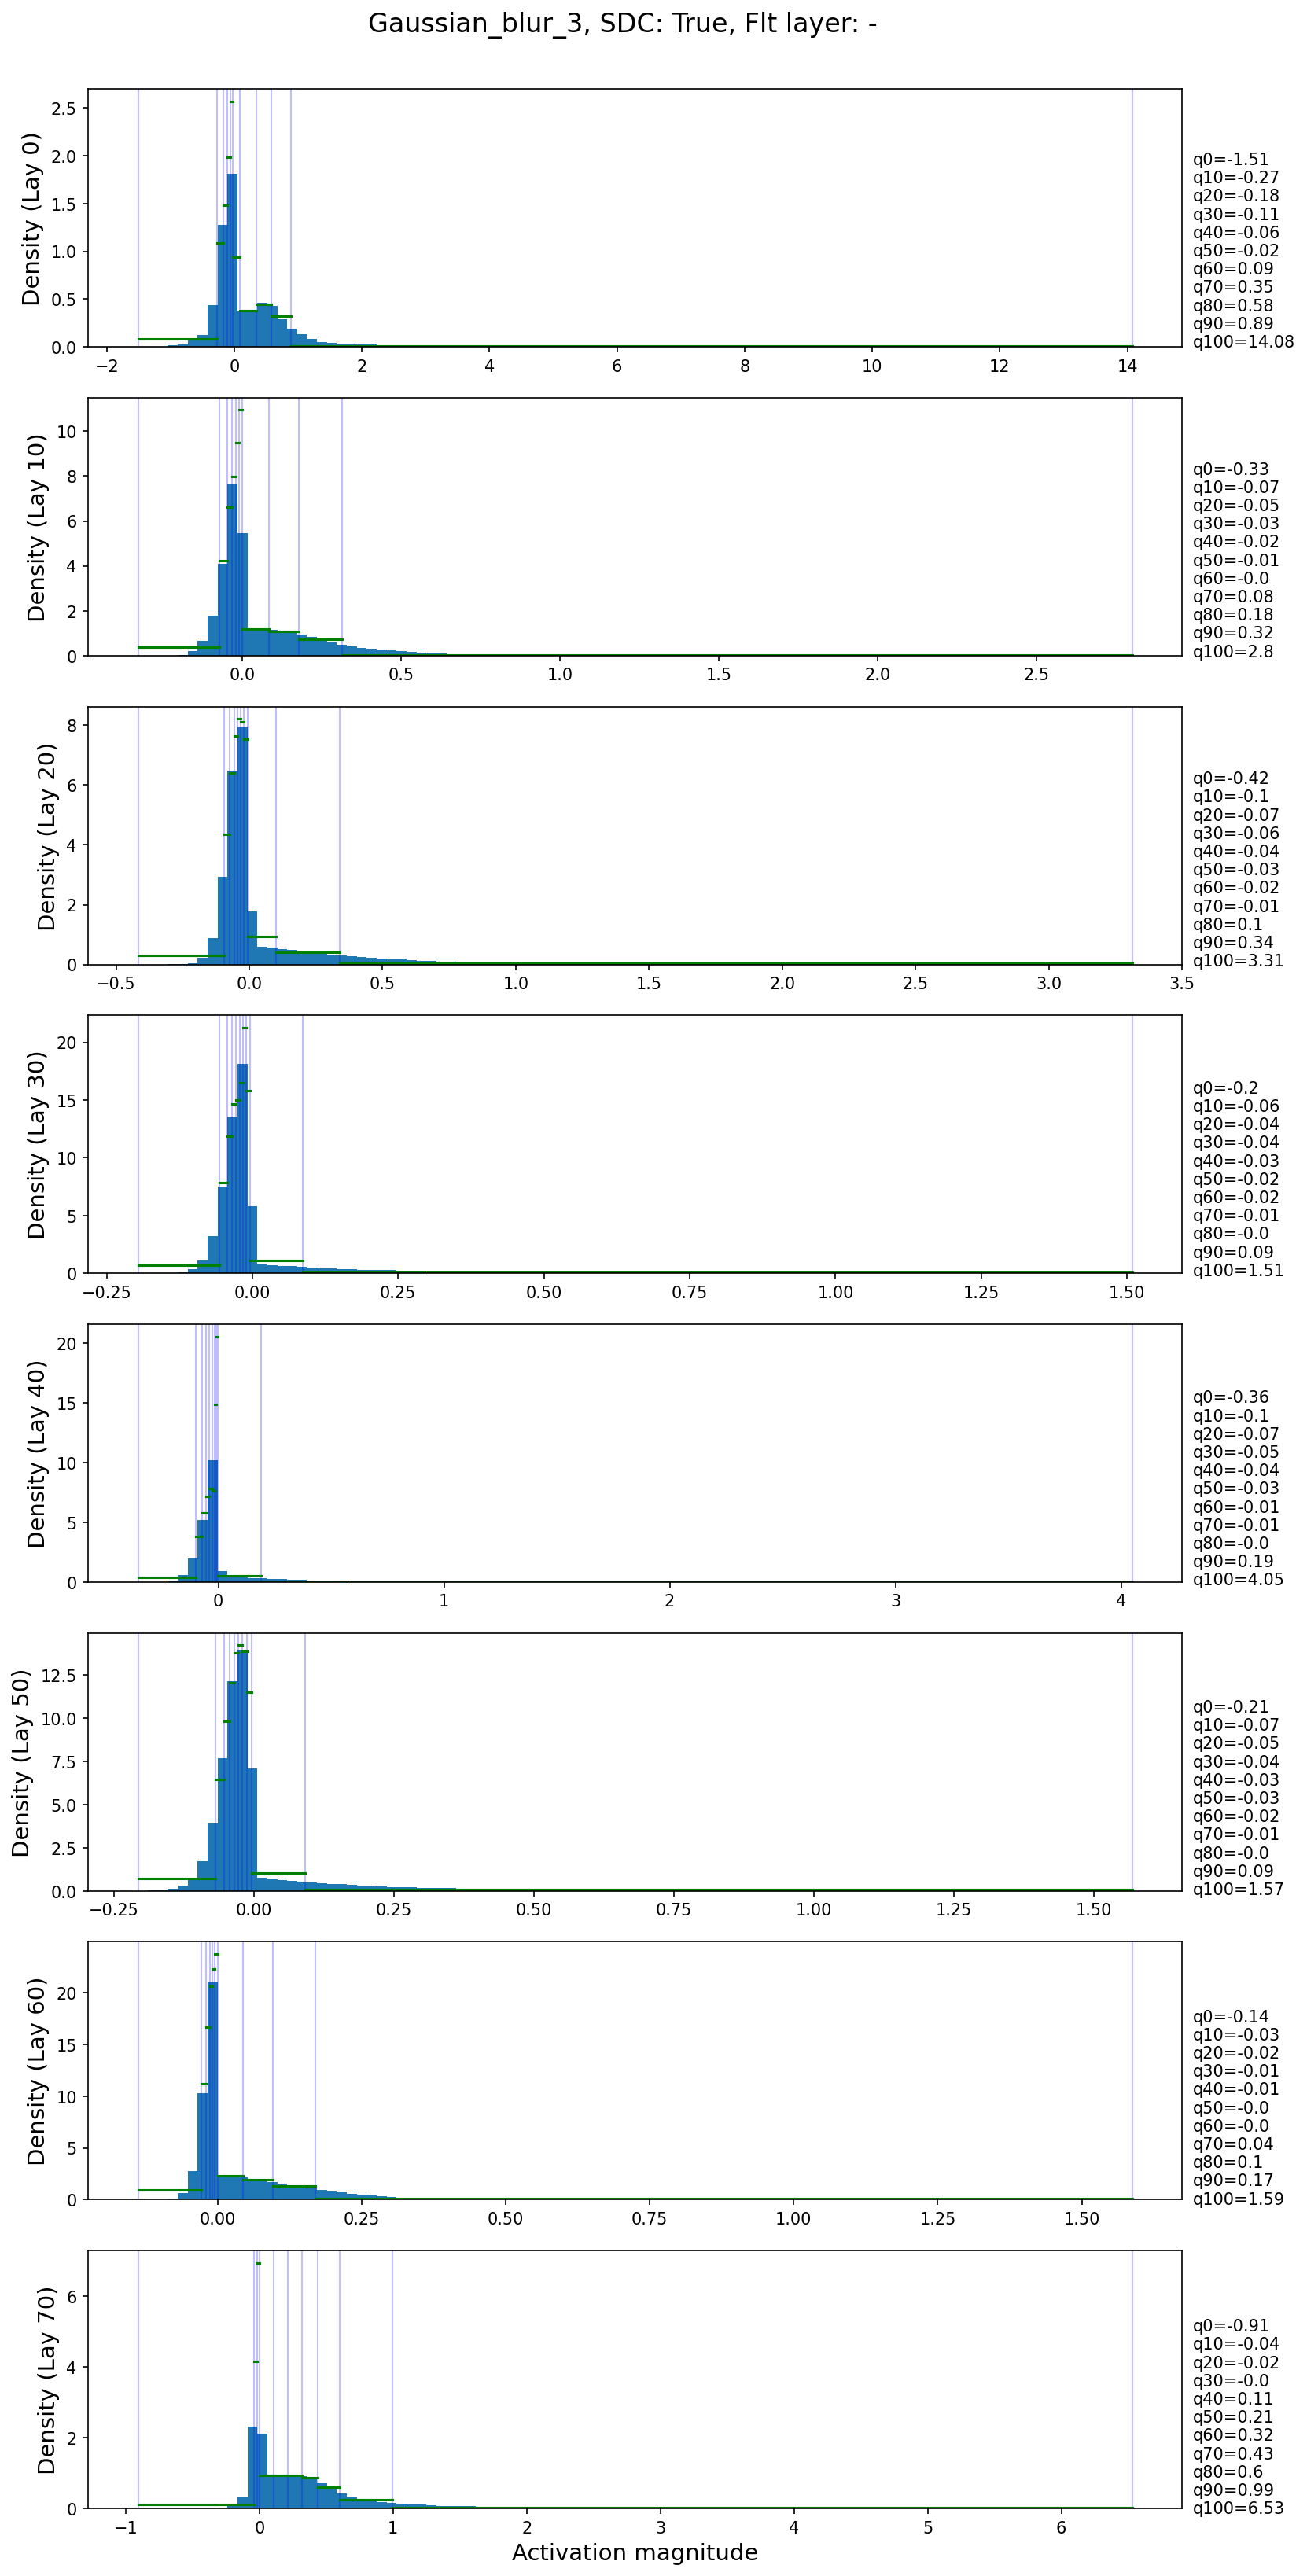 Gaussian_blur_3, SDC: True, Flt layer: -
Density (Lay 0)
2.5
2.0
1.5
1.0
0.5
0.0
−2 0 2 4 6 8 10 12 14
q0=-1.51
q10=-0.27
q20=-0.18
q30=-0.11
q40=-0.06
q50=-0.02
q60=0.09
q70=0.35
q80=0.58
q90=0.89
q100=14.08
Density (Lay 10)
10
8
6
4
2
0
0.0 0.5 1.0 1.5 2.0 2.5
q0=-0.33
q10=-0.07
q20=-0.05
q30=-0.03
q40=-0.02
q50=-0.01
q60=-0.0
q70=0.08
q80=0.18
q90=0.32
q100=2.8
Density (Lay 20)
8
6
4
2
0
−0.5 0.0 0.5 1.0 1.5 2.0 2.5 3.0 3.5
q0=-0.42
q10=-0.1
q20=-0.07
q30=-0.06
q40=-0.04
q50=-0.03
q60=-0.02
q70=-0.01
q80=0.1
q90=0.34
q100=3.31
Density (Lay 30)
20
15
10
5
0
−0.25 0.00 0.25 0.50 0.75 1.00 1.25 1.50
q0=-0.2
q10=-0.06
q20=-0.04
q30=-0.04
q40=-0.03
q50=-0.02
q60=-0.02
q70=-0.01
q80=-0.0
q90=0.09
q100=1.51
Density (Lay 40)
20
15
10
5
0
0 1 2 3 4
q0=-0.36
q10=-0.1
q20=-0.07
q30=-0.05
q40=-0.04
q50=-0.03
q60=-0.01
q70=-0.01
q80=-0.0
q90=0.19
q100=4.05
Density (Lay 50)
12.5
10.0
7.5
5.0
2.5
0.0
−0.25 0.00 0.25 0.50 0.75 1.00 1.25 1.50
q0=-0.21
q10=-0.07
q20=-0.05
q30=-0.04
q40=-0.03
q50=-0.03
q60=-0.02
q70=-0.01
q80=-0.0
q90=0.09
q100=1.57
Density (Lay 60)
20
15
10
5
0
0.00 0.25 0.50 0.75 1.00 1.25 1.50
q0=-0.14
q10=-0.03
q20=-0.02
q30=-0.01
q40=-0.01
q50=-0.0
q60=-0.0
q70=0.04
q80=0.1
q90=0.17
q100=1.59
Density (Lay 70)
6
4
2
0
−1 0 1 2 3 4 5 6
q0=-0.91
q10=-0.04
q20=-0.02
q30=-0.0
q40=0.11
q50=0.21
q60=0.32
q70=0.43
q80=0.6
q90=0.99
q100=6.53
Activation magnitude